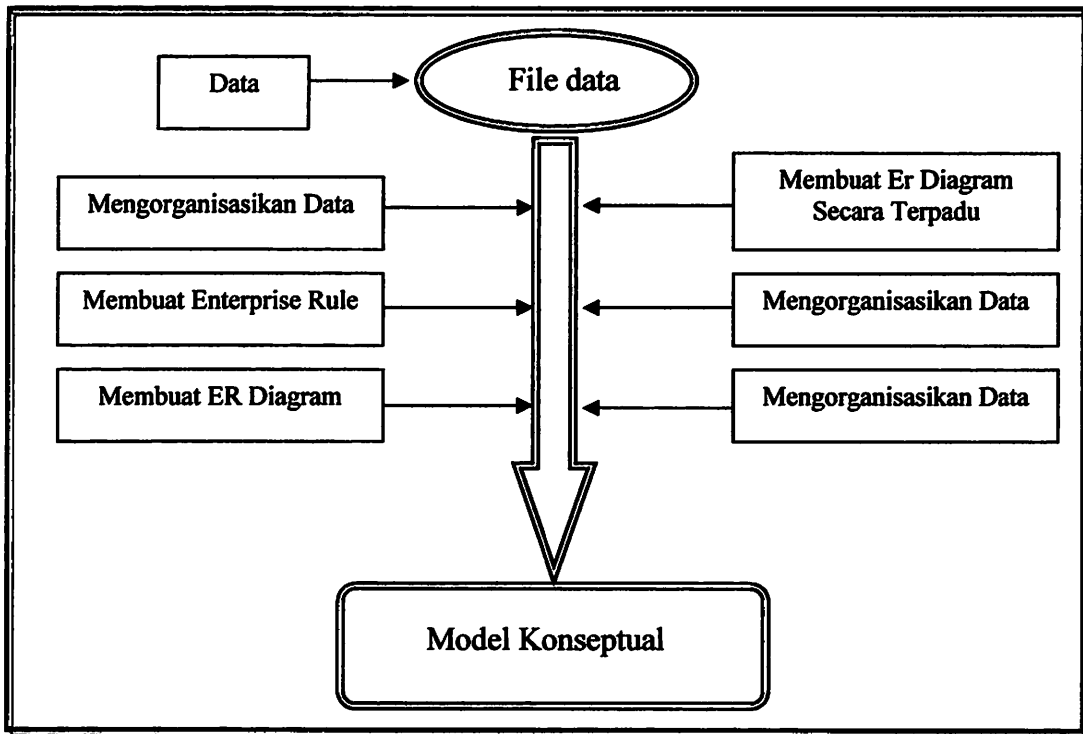 Data
File data
Mengorganisasikan Data
Membuat Er Diagram
Secara Terpadu
Membuat Enterprise Rule
Mengorganisasikan Data
Membuat ER Diagram
Mengorganisasikan Data
Model Konseptual